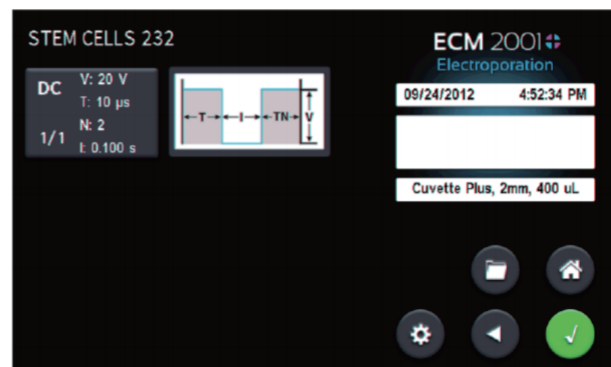 STEM CELLS 232
DC
V: 20 V
T: 10 µs
1/1
N: 2
I: 0.100 s
T
I
TN
V
ECM 2001
Electroporation
09/24/2012 4:52:34 PM
Cuvette Plus, 2mm, 400 uL